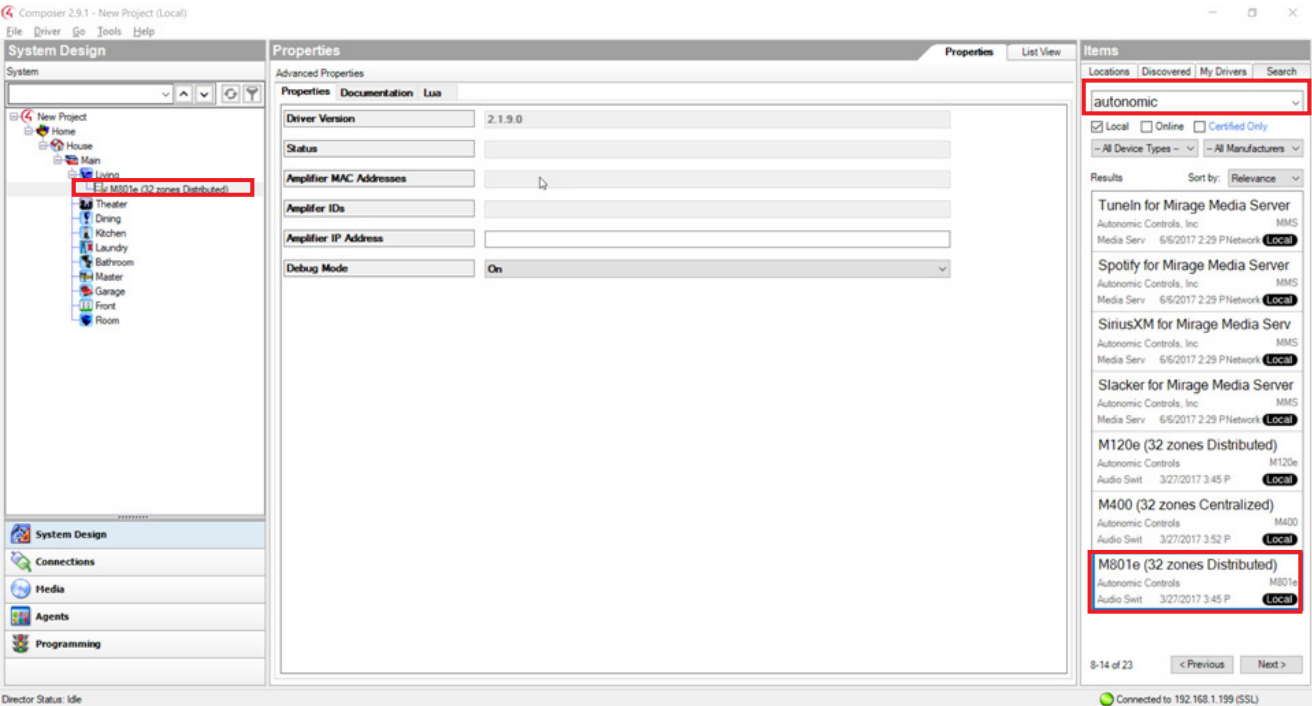 Composer 2.9.1 - New Project (Local)
File Driver Go Tools Help
System Design
System
New Project
Home
House
Main
Living
M801e (32 zones Distributed)
Theater
Dining
Kitchen
Laundry
Bathroom
Master
Garage
Front
Room
System Design
Connections
Media
Agents
Programming
Properties
Properties List View
Advanced Properties
Properties Documentation Lua
Driver Version 2.1.9.0
Status
Amplifier MAC Addresses
Amplifer IDs
Amplifier IP Address
Debug Mode On
Items
Locations Discovered My Drivers Search
autonomic
Local Online Certified Only
-- All Device Types -- -- All Manufacturers
Results Sort by: Relevance
TuneIn for Mirage Media Server
Autonomic Controls, Inc MMS
Media Serv 6/6/2017 2:29 P Network Local
Spotify for Mirage Media Server
Autonomic Controls, Inc MMS
Media Serv 6/6/2017 2:29 P Network Local
SiriusXM for Mirage Media Serv
Autonomic Controls, Inc MMS
Media Serv 6/6/2017 2:29 P Network Local
Slacker for Mirage Media Server
Autonomic Controls, Inc MMS
Media Serv 6/6/2017 2:29 P Network Local
M120e (32 zones Distributed)
Autonomic Controls M120e
Audio Swit 3/27/2017 3:45 P Local
M400 (32 zones Centralized)
Autonomic Controls M400
Audio Swit 3/27/2017 3:52 P Local
M801e (32 zones Distributed)
Autonomic Controls M801e
Audio Swit 3/27/2017 3:45 P Local
8-14 of 23 < Previous Next >
Director Status: Idle
Connected to 192.168.1.199 (SSL)